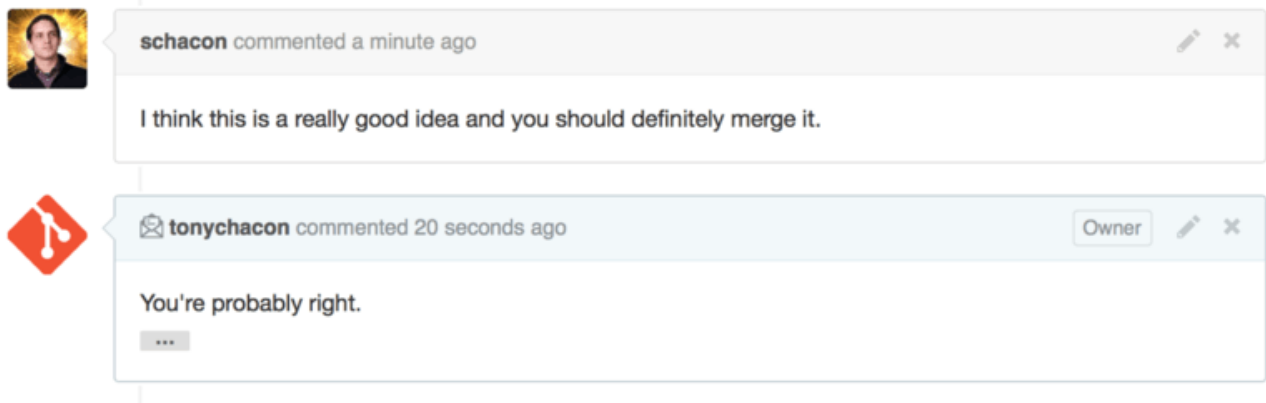 schacon commented a minute ago
I think this is a really good idea and you should definitely merge it.
tonychacon commented 20 seconds ago Owner
You're probably right.
...